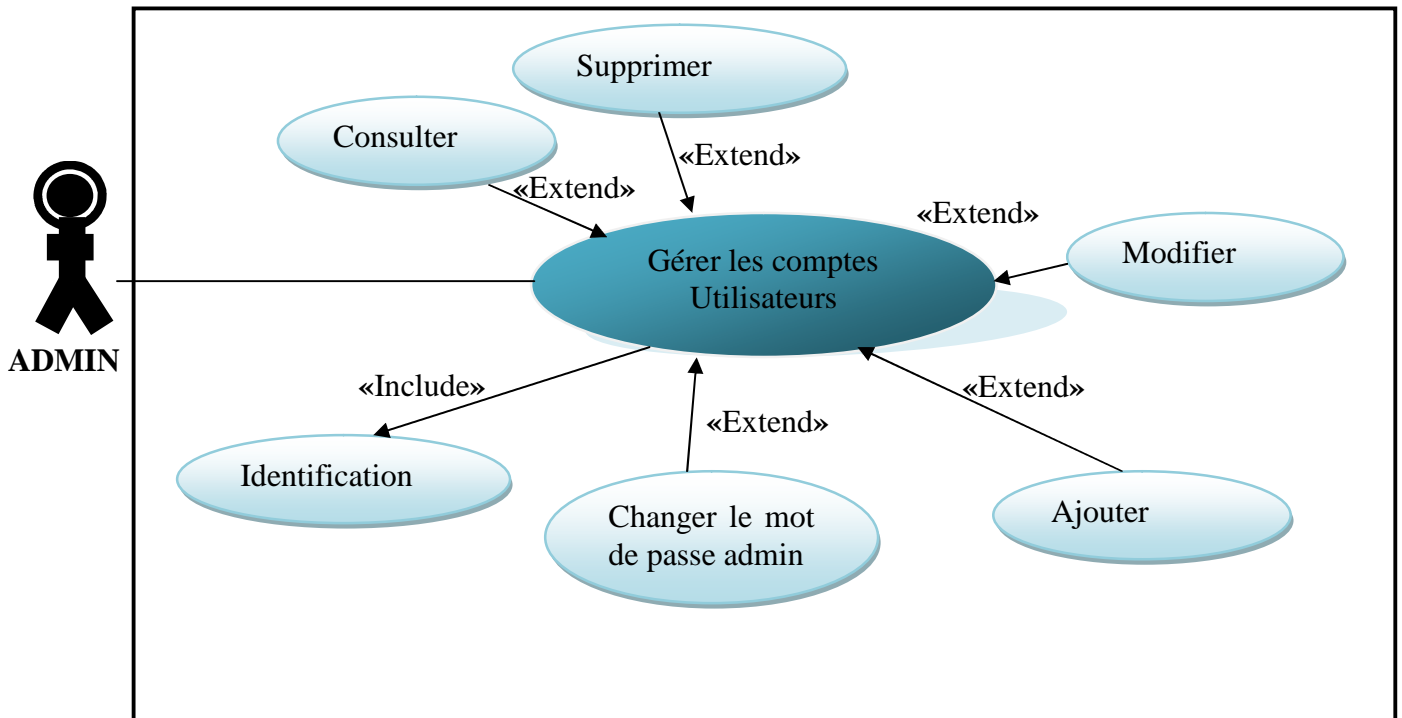 Supprimer
Consulter
«Extend»
«Extend»
«Extend»
Modifier
Gérer les comptes
Utilisateurs
ADMIN
«Include»
«Extend»
«Extend»
Identification
Changer le mot
de passe admin
Ajouter